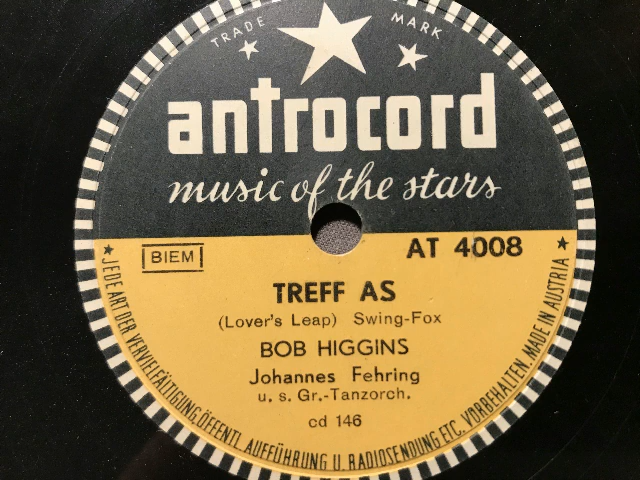 TRADE MARK
antrocord
music of the stars
BIEM
AT 4008
TREFF AS
(Lover's Leap) Swing-Fox
BOB HIGGINS
Johannes Fehring
u. s. Gr.-Tanzorch.
cd 146
JEDE ART DER VERVIELFÄLTIGUNG, ÖFFENTL. AUFFÜHRUNG U. RADIOSENDUNG ETC. VORBEHALTEN. MADE IN AUSTRIA